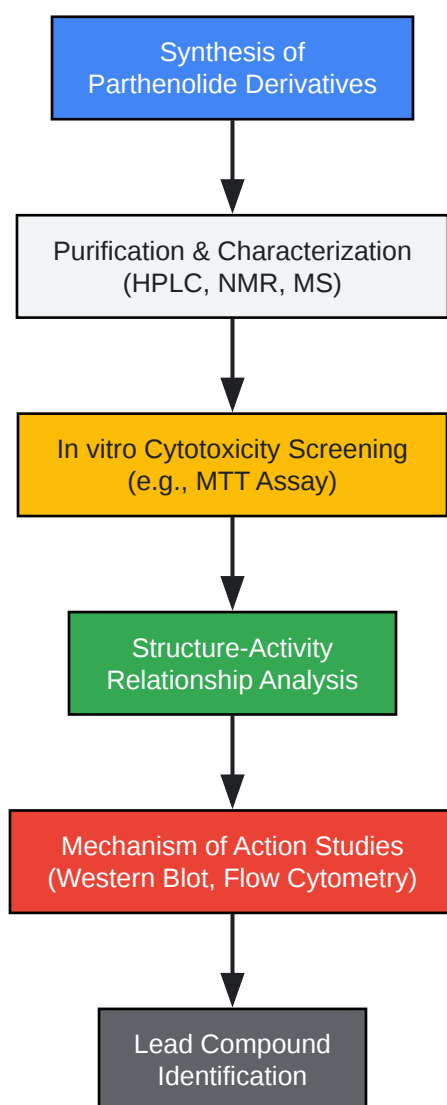 Synthesis of
Parthenolide Derivatives
Purification & Characterization
(HPLC, NMR, MS)
In vitro Cytotoxicity Screening
(e.g., MTT Assay)
Structure-Activity
Relationship Analysis
Mechanism of Action Studies
(Western Blot, Flow Cytometry)
Lead Compound
Identification